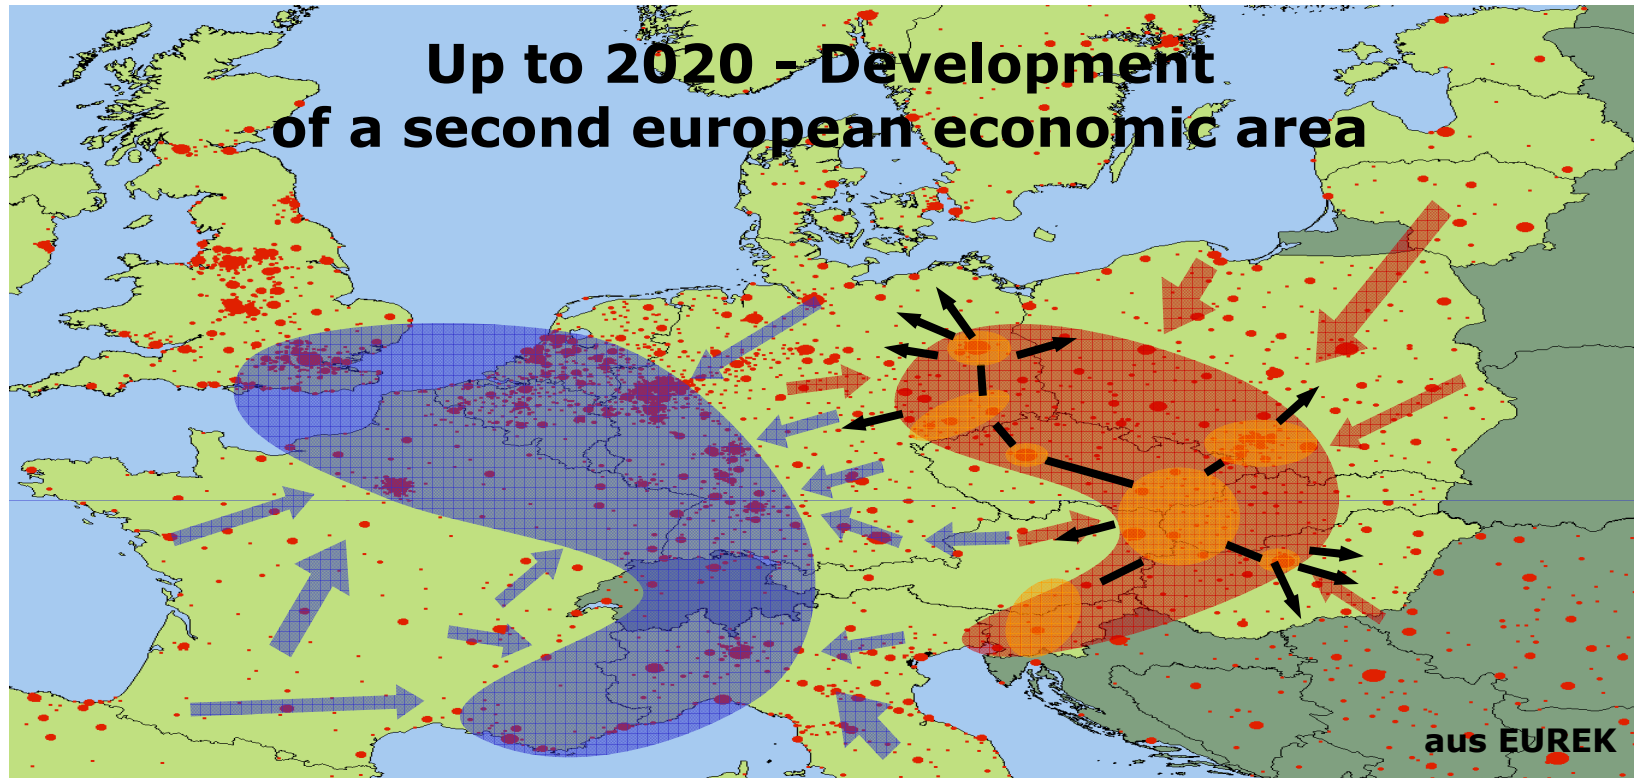 Up to 2020 - Development
of a second european economic area
aus EUREK